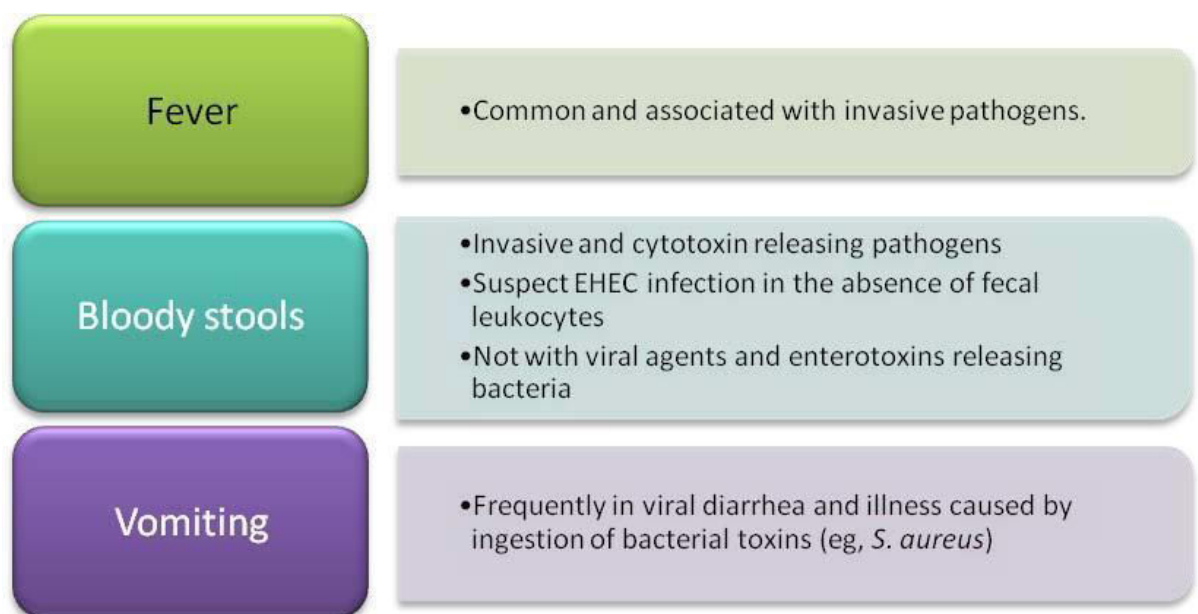 Fever
•Common and associated with invasive pathogens.
Bloody stools
•Invasive and cytotoxin releasing pathogens
•Suspect EHEC infection in the absence of fecal
leukocytes
•Not with viral agents and enterotoxins releasing
bacteria
Vomiting
•Frequently in viral diarrhea and illness caused by
ingestion of bacterial toxins (eg, S. aureus)